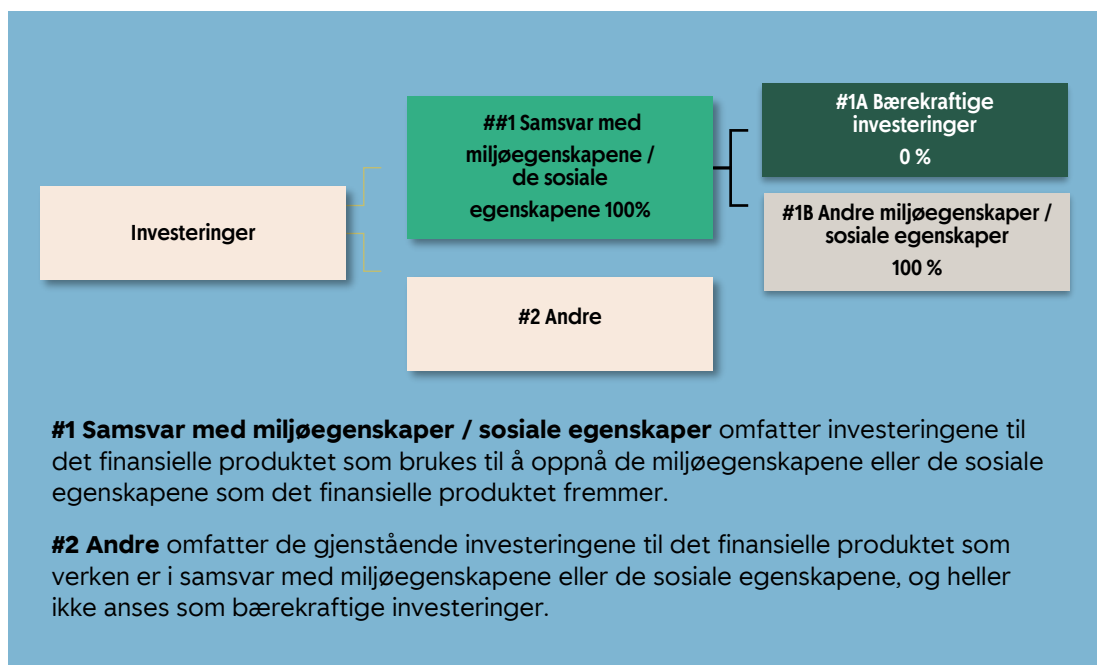 ##1 Samsvar med
miljøegenskapene /
de sosiale
egenskapene 100%
#1A Bærekraftige
investeringer
0 %
Investeringer
#1B Andre miljøegenskaper /
sosiale egenskaper
100 %
#2 Andre
#1 Samsvar med miljøegenskaper / sosiale egenskaper omfatter investeringene til
det finansielle produktet som brukes til å oppnå de miljøegenskapene eller de sosiale
egenskapene som det finansielle produktet fremmer.
#2 Andre omfatter de gjenstående investeringene til det finansielle produktet som
verken er i samsvar med miljøegenskapene eller de sosiale egenskapene, og heller
ikke anses som bærekraftige investeringer.